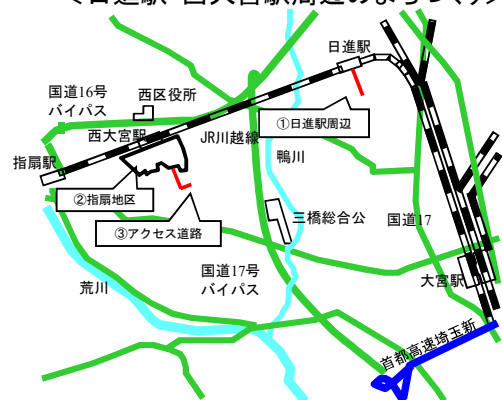 日進駅
国道16号
バイパス
西区役所
①日進駅周辺
西大宮駅
JR川越線
鴨川
指扇駅
②指扇地区
三橋総合公
国道17
③アクセス道路
国道17号
バイパス
大宮駅
荒川
首都高速埼玉新